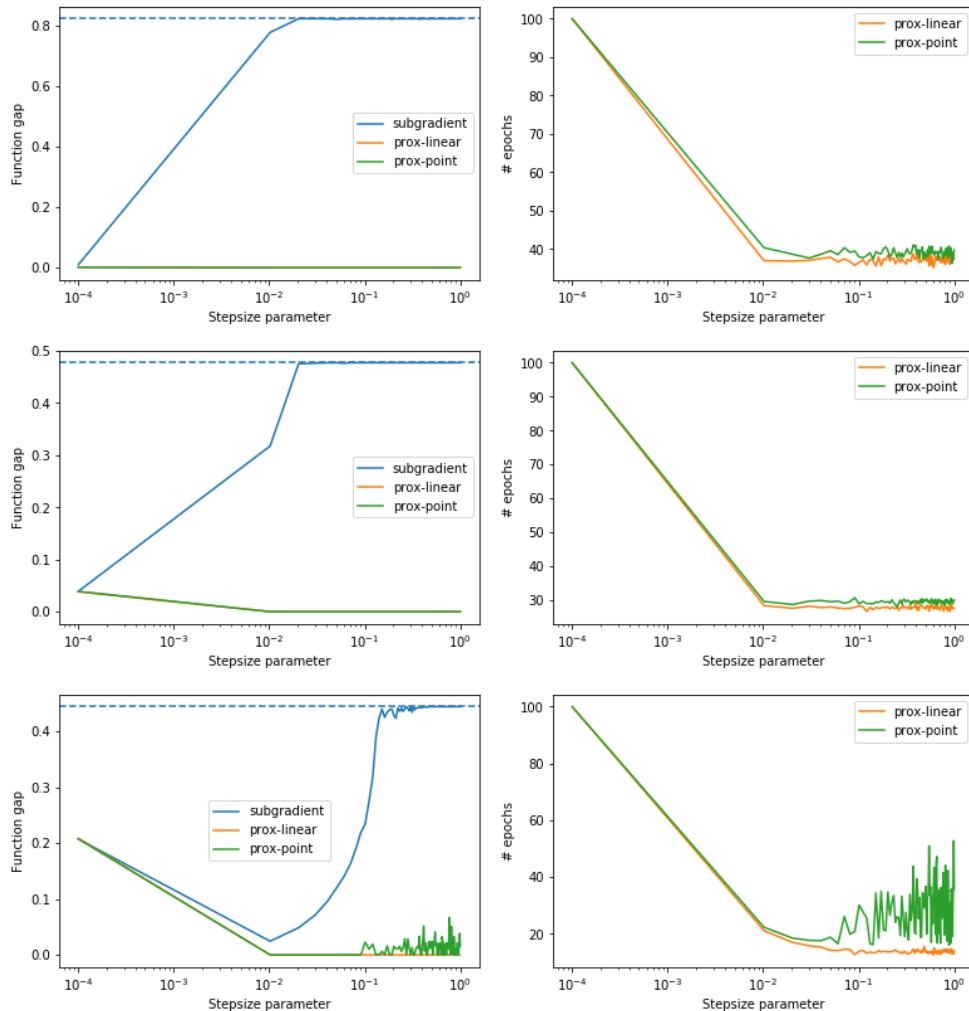 Function gap
0.8
0.6
0.4
0.2
0.0
subgradient
prox-linear
prox-point
10⁻⁴
10⁻³
10⁻²
10⁻¹
10⁰
Stepsize parameter
# epochs
100
90
80
70
60
50
40
prox-linear
prox-point
10⁻⁴
10⁻³
10⁻²
10⁻¹
10⁰
Stepsize parameter
Function gap
0.5
0.4
0.3
0.2
0.1
0.0
subgradient
prox-linear
prox-point
10⁻⁴
10⁻³
10⁻²
10⁻¹
10⁰
Stepsize parameter
# epochs
100
90
80
70
60
50
40
30
prox-linear
prox-point
10⁻⁴
10⁻³
10⁻²
10⁻¹
10⁰
Stepsize parameter
Function gap
0.4
0.3
0.2
0.1
0.0
subgradient
prox-linear
prox-point
10⁻⁴
10⁻³
10⁻²
10⁻¹
10⁰
Stepsize parameter
# epochs
100
80
60
40
20
prox-linear
prox-point
10⁻⁴
10⁻³
10⁻²
10⁻¹
10⁰
Stepsize parameter